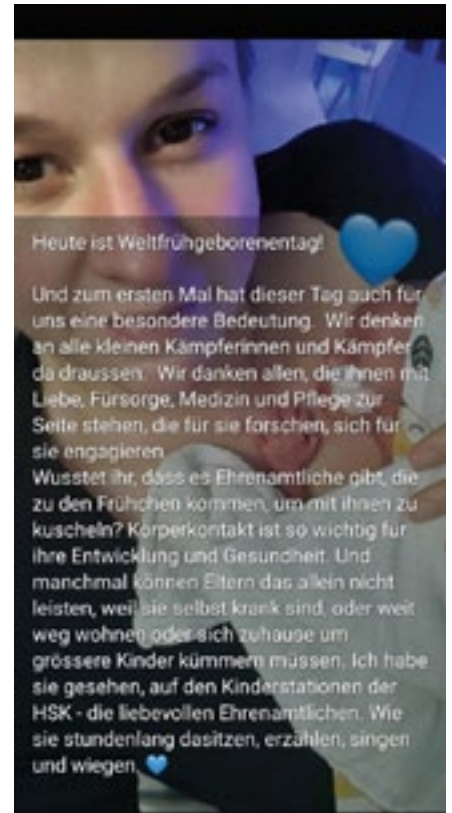 Heute ist Weltfrühgeborenentag! 💙
Und zum ersten Mal hat dieser Tag auch für
uns eine besondere Bedeutung. Wir denken
an alle kleinen Kämpferinnen und Kämpfer
da draussen. Wir danken allen, die ihnen mit
Liebe, Fürsorge, Medizin und Pflege zur
Seite stehen, die für sie forschen, sich für
sie engagieren
Wusstet ihr, dass es Ehrenamtliche gibt, die
zu den Frühchen kommen, um mit ihnen zu
kuscheln? Körperkontakt ist so wichtig für
ihre Entwicklung und Gesundheit. Und
manchmal können Eltern das allein nicht
leisten, weil sie selbst krank sind, oder weit
weg wohnen oder sich zuhause um
grössere Kinder kümmern müssen. Ich habe
sie gesehen, auf den Kinderstationen der
HSK - die liebevollen Ehrenamtlichen. Wie
sie stundenlang dasitzen, erzählen, singen
und wiegen. 💙